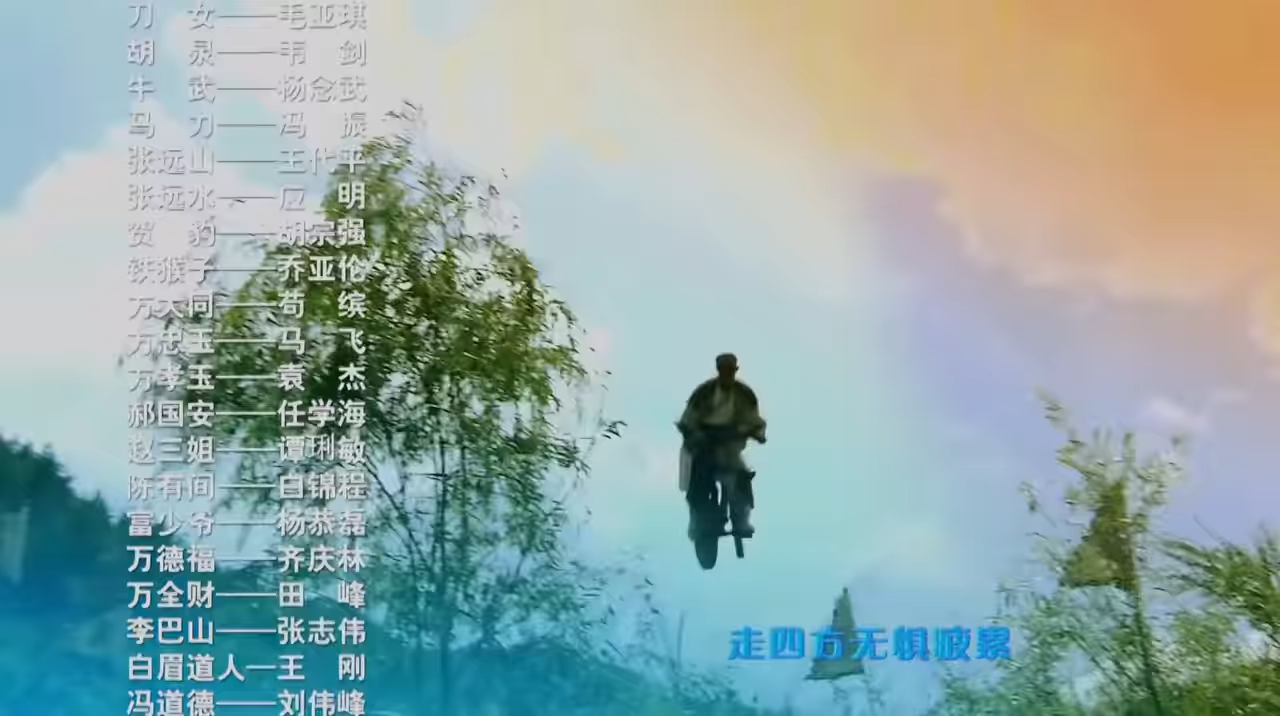 刀　女——毛亚琪
胡　灵——韦　剑
牛　武——杨念武
马　刀——冯　振
张远山——王代平
张远水——应　明
贺　豹——胡宗强
铁猴子——乔亚伦
万大同——苟　缤
万忠玉——马　飞
万孝玉——袁　杰
郝国安——任学海
赵三姐——谭琍敏
陈有间——白锦程
富少爷——杨恭磊
万德福——齐庆林
万全财——田　峰
李巴山——张志伟
白眉道人—王　刚
走四方无惧疲累
冯道德——刘伟峰